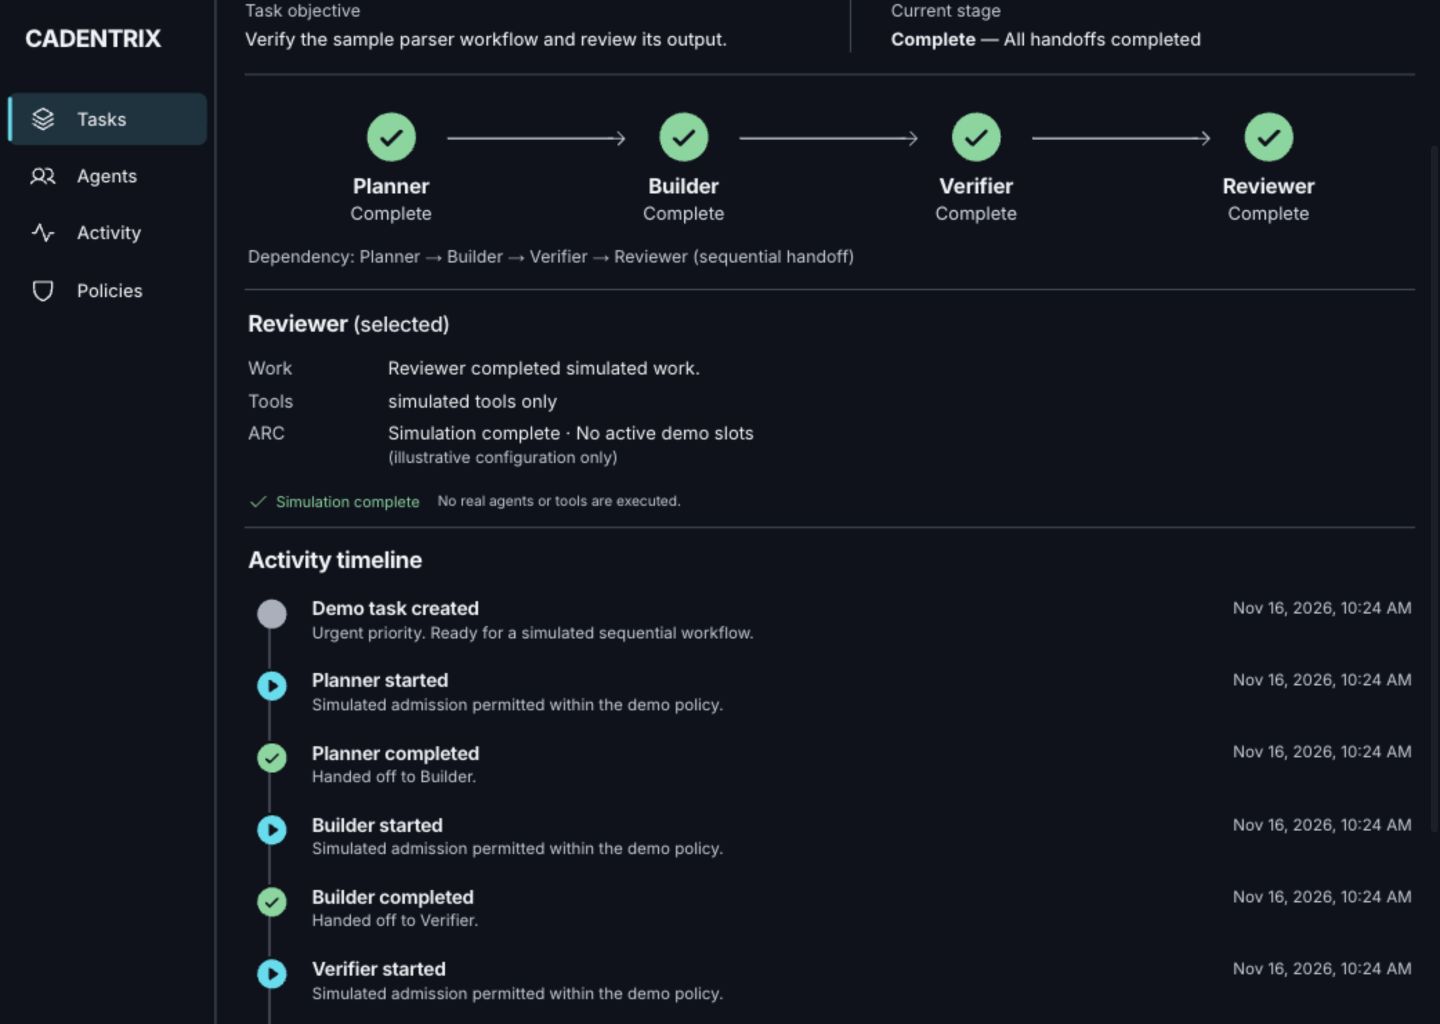 CADENTRIX
Tasks
Agents
Activity
Policies
Task objective
Verify the sample parser workflow and review its output.
Current stage
Complete — All handoffs completed
Planner
Complete
Builder
Complete
Verifier
Complete
Reviewer
Complete
Dependency: Planner → Builder → Verifier → Reviewer (sequential handoff)
Reviewer (selected)
Work Reviewer completed simulated work.
Tools simulated tools only
ARC Simulation complete · No active demo slots
(illustrative configuration only)
Simulation complete No real agents or tools are executed.
Activity timeline
Demo task created Nov 16, 2026, 10:24 AM
Urgent priority. Ready for a simulated sequential workflow.
Planner started Nov 16, 2026, 10:24 AM
Simulated admission permitted within the demo policy.
Planner completed Nov 16, 2026, 10:24 AM
Handed off to Builder.
Builder started Nov 16, 2026, 10:24 AM
Simulated admission permitted within the demo policy.
Builder completed Nov 16, 2026, 10:24 AM
Handed off to Verifier.
Verifier started Nov 16, 2026, 10:24 AM
Simulated admission permitted within the demo policy.